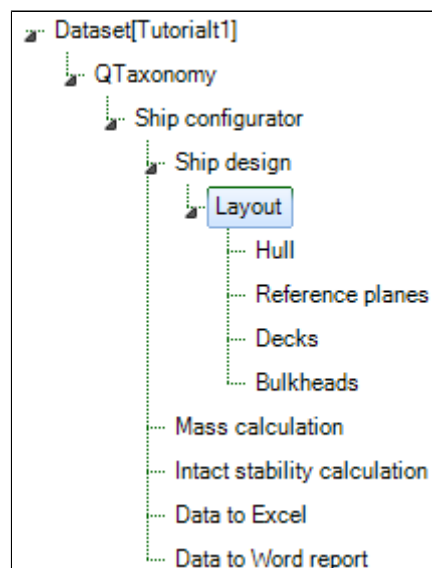 Dataset[Tutorialt1]
QTaxonomy
Ship configurator
Ship design
Layout
Hull
Reference planes
Decks
Bulkheads
Mass calculation
Intact stability calculation
Data to Excel
Data to Word report